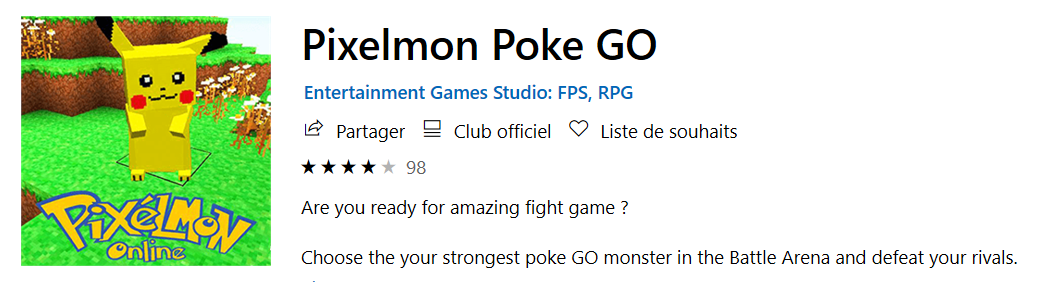 Pixelmon Poke GO
Entertainment Games Studio: FPS, RPG
Partager Club officiel Liste de souhaits
98
Are you ready for amazing fight game ?
Choose the your strongest poke GO monster in the Battle Arena and defeat your rivals.
PixélMoN
Online